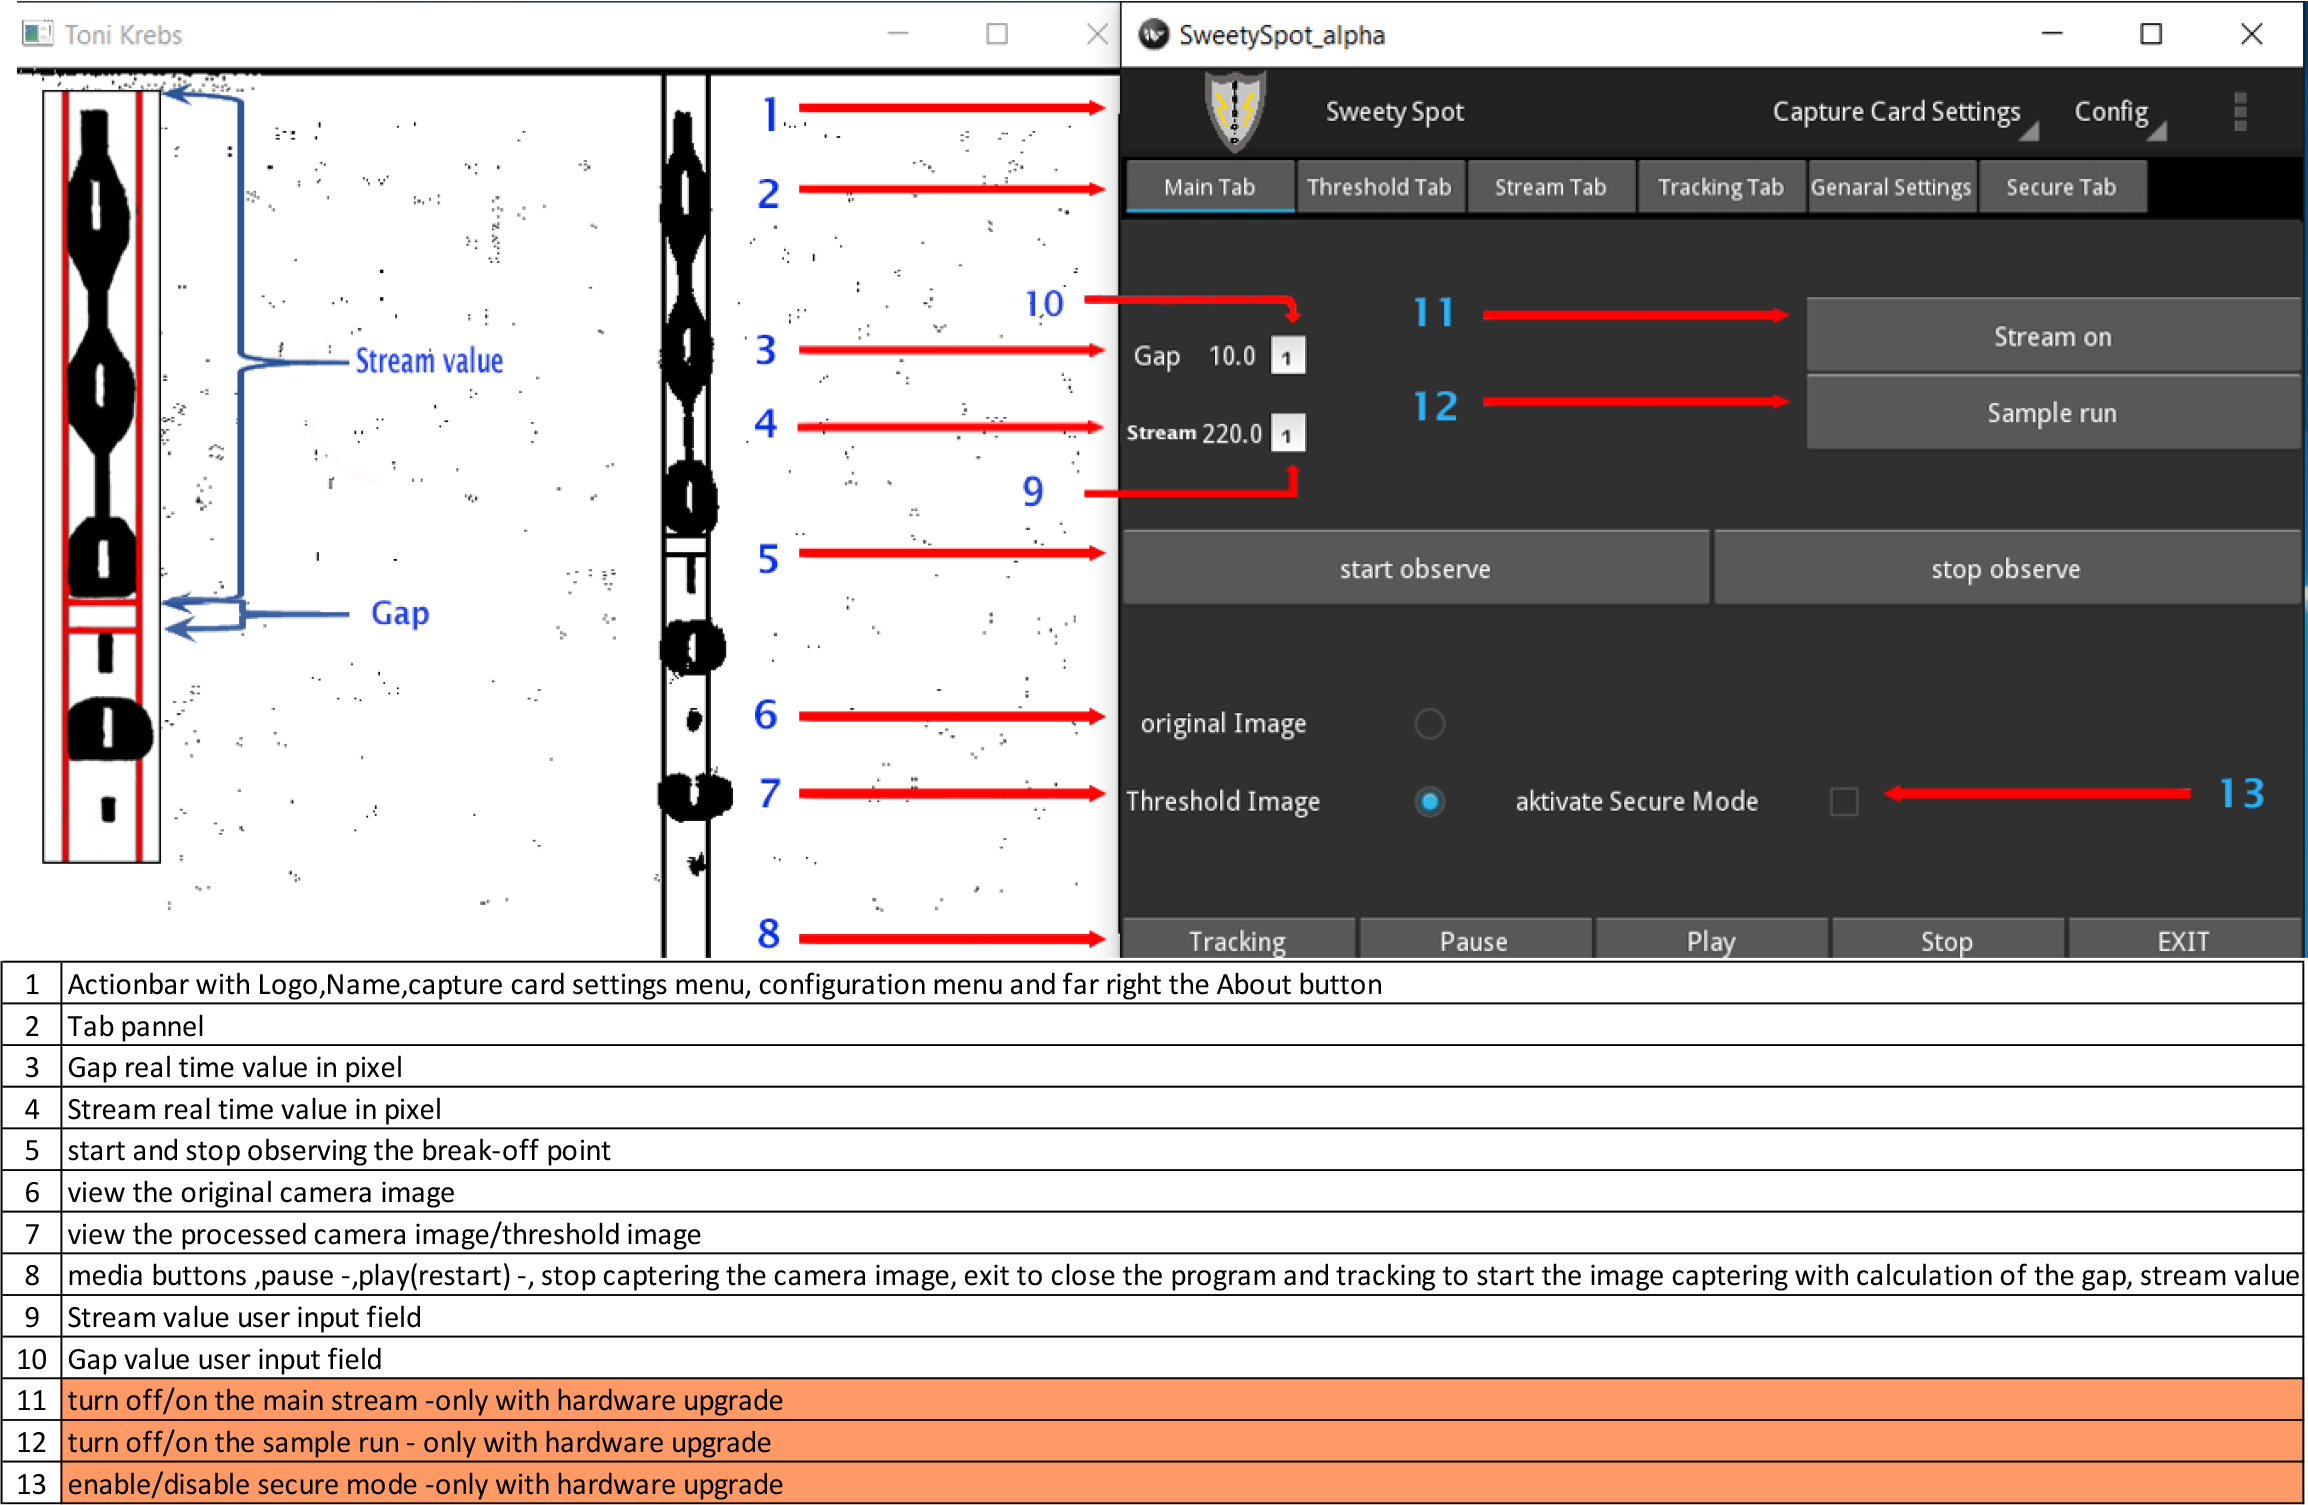 Toni Krebs
SweetySpot_alpha
Sweety Spot
Capture Card Settings
Config
Main Tab
Threshold Tab
Stream Tab
Tracking Tab
Genaral Settings
Secure Tab
1
2
10
11
3
Gap 10.0 1
Stream on
Stream value
4
12
Stream 220.0 1
Sample run
9
5
start observe
stop observe
Gap
6
original Image
7
Threshold Image
aktivate Secure Mode
13
8
Tracking
Pause
Play
Stop
EXIT
1 Actionbar with Logo,Name,capture card settings menu, configuration menu and far right the About button
2 Tab pannel
3 Gap real time value in pixel
4 Stream real time value in pixel
5 start and stop observing the break-off point
6 view the original camera image
7 view the processed camera image/threshold image
8 media buttons ,pause -,play(restart) -, stop captering the camera image, exit to close the program and tracking to start the image captering with calculation of the gap, stream value
9 Stream value user input field
10 Gap value user input field
11 turn off/on the main stream -only with hardware upgrade
12 turn off/on the sample run - only with hardware upgrade
13 enable/disable secure mode -only with hardware upgrade